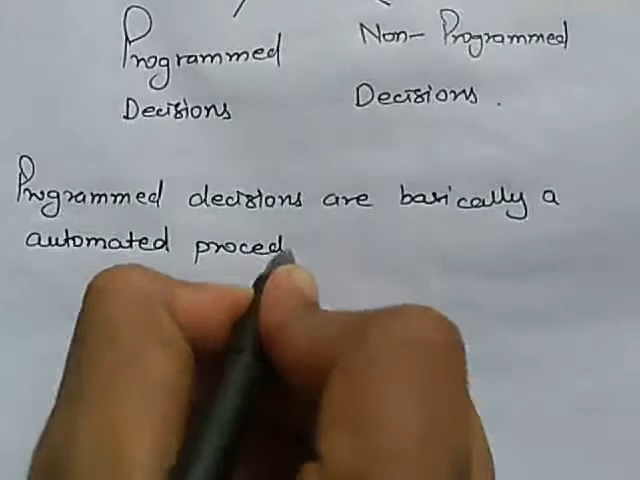 Programmed Non- Programmed
Decisions Decisions .
Programmed decisions are basically a
automated proced